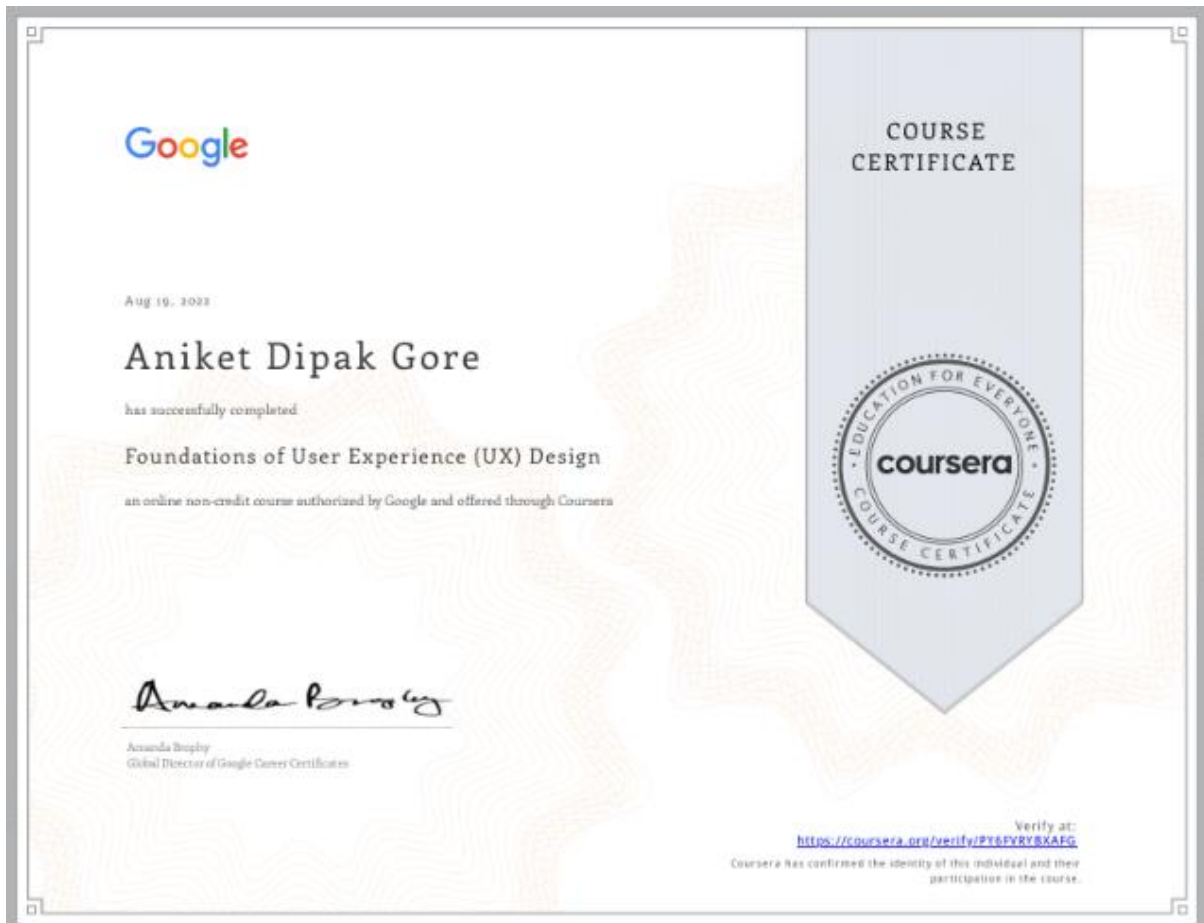 Google
COURSE
CERTIFICATE
Aug 19, 2022
Aniket Dipak Gore
has successfully completed
Foundations of User Experience (UX) Design
an online non-credit course authorized by Google and offered through Coursera
EDUCATION FOR EVERYONE
coursera
COURSE CERTIFICATE
Amanda Brophy
Amanda Brophy
Global Director of Google Career Certificates
Verify at:
https://coursera.org/verify/PY6FVRYBXAFG
Coursera has confirmed the identity of this individual and their
participation in the course.